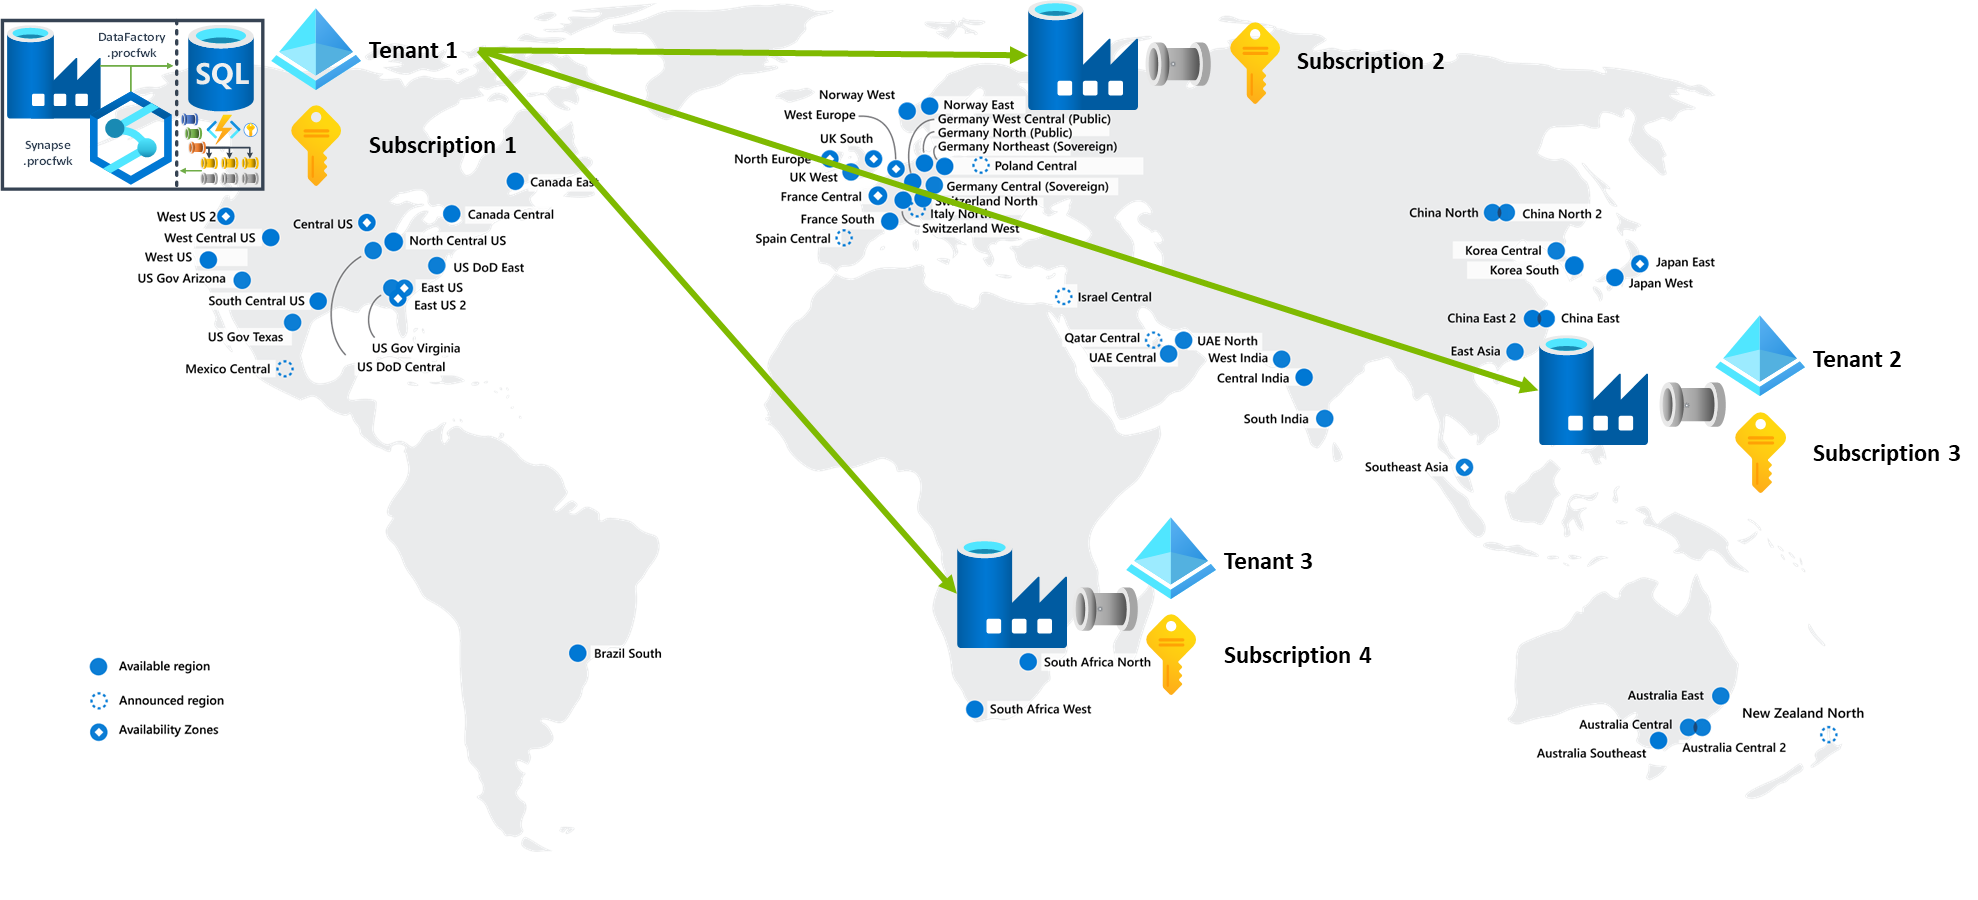 DataFactory
.procfwk
SQL
Synapse
.procfwk
Tenant 1
Subscription 1
Subscription 2
Tenant 2
Subscription 3
Tenant 3
Subscription 4
Canada East
Canada Central
West US 2
Central US
West Central US
North Central US
West US
US DoD East
US Gov Arizona
East US
South Central US
East US 2
US Gov Texas
US Gov Virginia
US DoD Central
Mexico Central
Brazil South
Norway West
Norway East
West Europe
Germany West Central (Public)
Germany North (Public)
UK South
Germany Northeast (Sovereign)
North Europe
Poland Central
UK West
Germany Central (Sovereign)
France Central
Switzerland North
Italy North
France South
Switzerland West
Spain Central
Israel Central
Qatar Central
UAE North
UAE Central
West India
Central India
South India
China North
China North 2
Korea Central
Korea South
Japan East
Japan West
China East 2
China East
East Asia
Southeast Asia
South Africa North
South Africa West
Australia East
Australia Central
New Zealand North
Australia Southeast
Australia Central 2
Available region
Announced region
Availability Zones